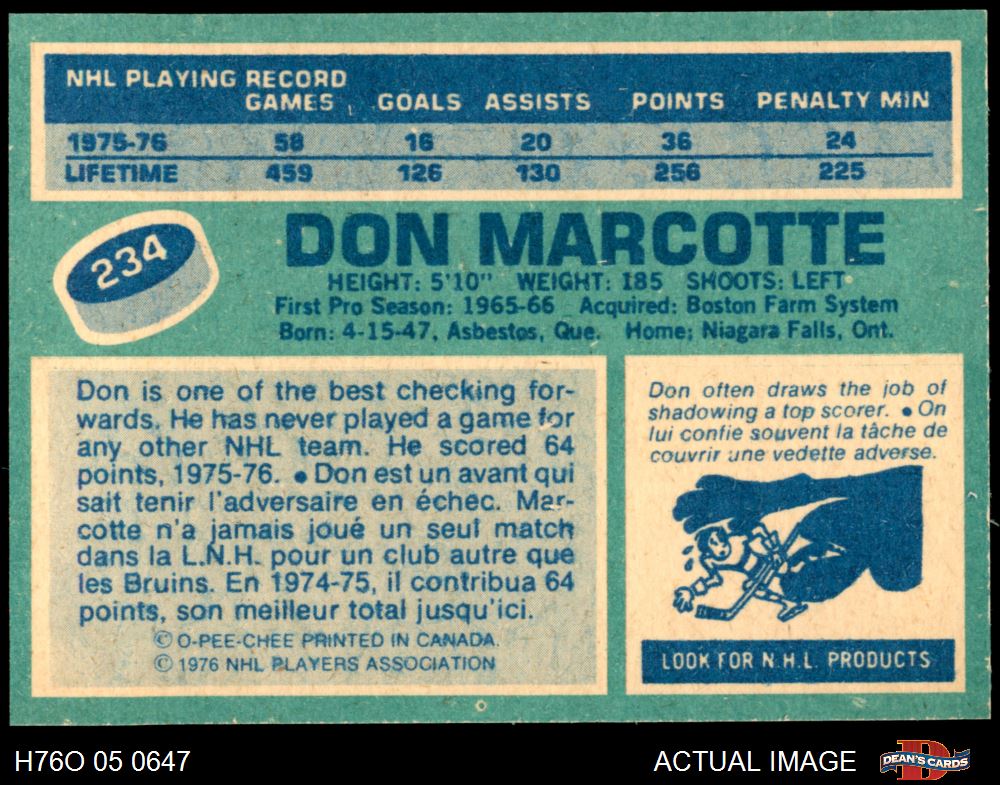 NHL PLAYING RECORD
GAMES GOALS ASSISTS POINTS PENALTY MIN
1975-76 58 16 20 36 24
LIFETIME 459 126 130 256 225
234
DON MARCOTTE
HEIGHT: 5'10" WEIGHT: 185 SHOOTS: LEFT
First Pro Season: 1965-66 Acquired: Boston Farm System
Born: 4-15-47, Asbestos, Que. Home; Niagara Falls, Ont.
Don is one of the best checking for-
wards. He has never played a game for
any other NHL team. He scored 64
points, 1975-76. ● Don est un avant qui
sait tenir l'adversaire en échec. Mar-
cotte n'a jamais joué un seul match
dans la L.N.H. pour un club autre que
les Bruins. En 1974-75, il contribua 64
points, son meilleur total jusqu'ici.
© O-PEE-CHEE PRINTED IN CANADA.
© 1976 NHL PLAYERS ASSOCIATION
Don often draws the job of
shadowing a top scorer. ● On
lui confie souvent la tâche de
couvrir une vedette adverse.
LOOK FOR N.H.L. PRODUCTS
H76O 05 0647
ACTUAL IMAGE
DEAN'S CARDS